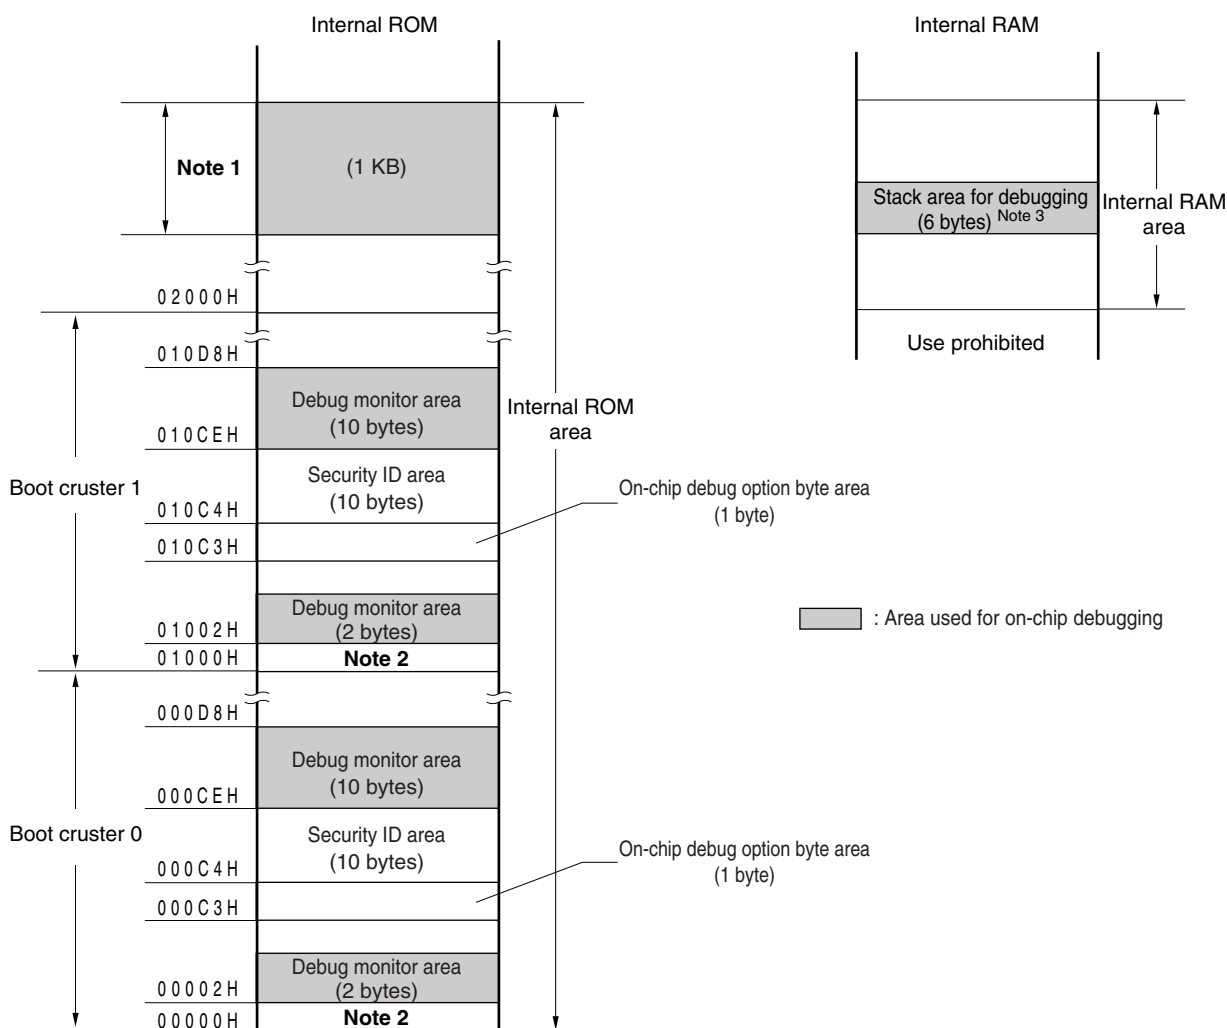 Internal ROM
Internal RAM
Note 1
(1 KB)
Stack area for debugging
(6 bytes) Note 3
Internal RAM
area
02000H
Use prohibited
010D8H
Debug monitor area
(10 bytes)
Internal ROM
area
010CEH
Boot cruster 1
Security ID area
(10 bytes)
On-chip debug option byte area
(1 byte)
010C4H
010C3H
Debug monitor area
(2 bytes)
: Area used for on-chip debugging
01002H
01000H
Note 2
000D8H
Debug monitor area
(10 bytes)
000CEH
Boot cruster 0
Security ID area
(10 bytes)
On-chip debug option byte area
(1 byte)
000C4H
000C3H
Debug monitor area
(2 bytes)
00002H
00000H
Note 2